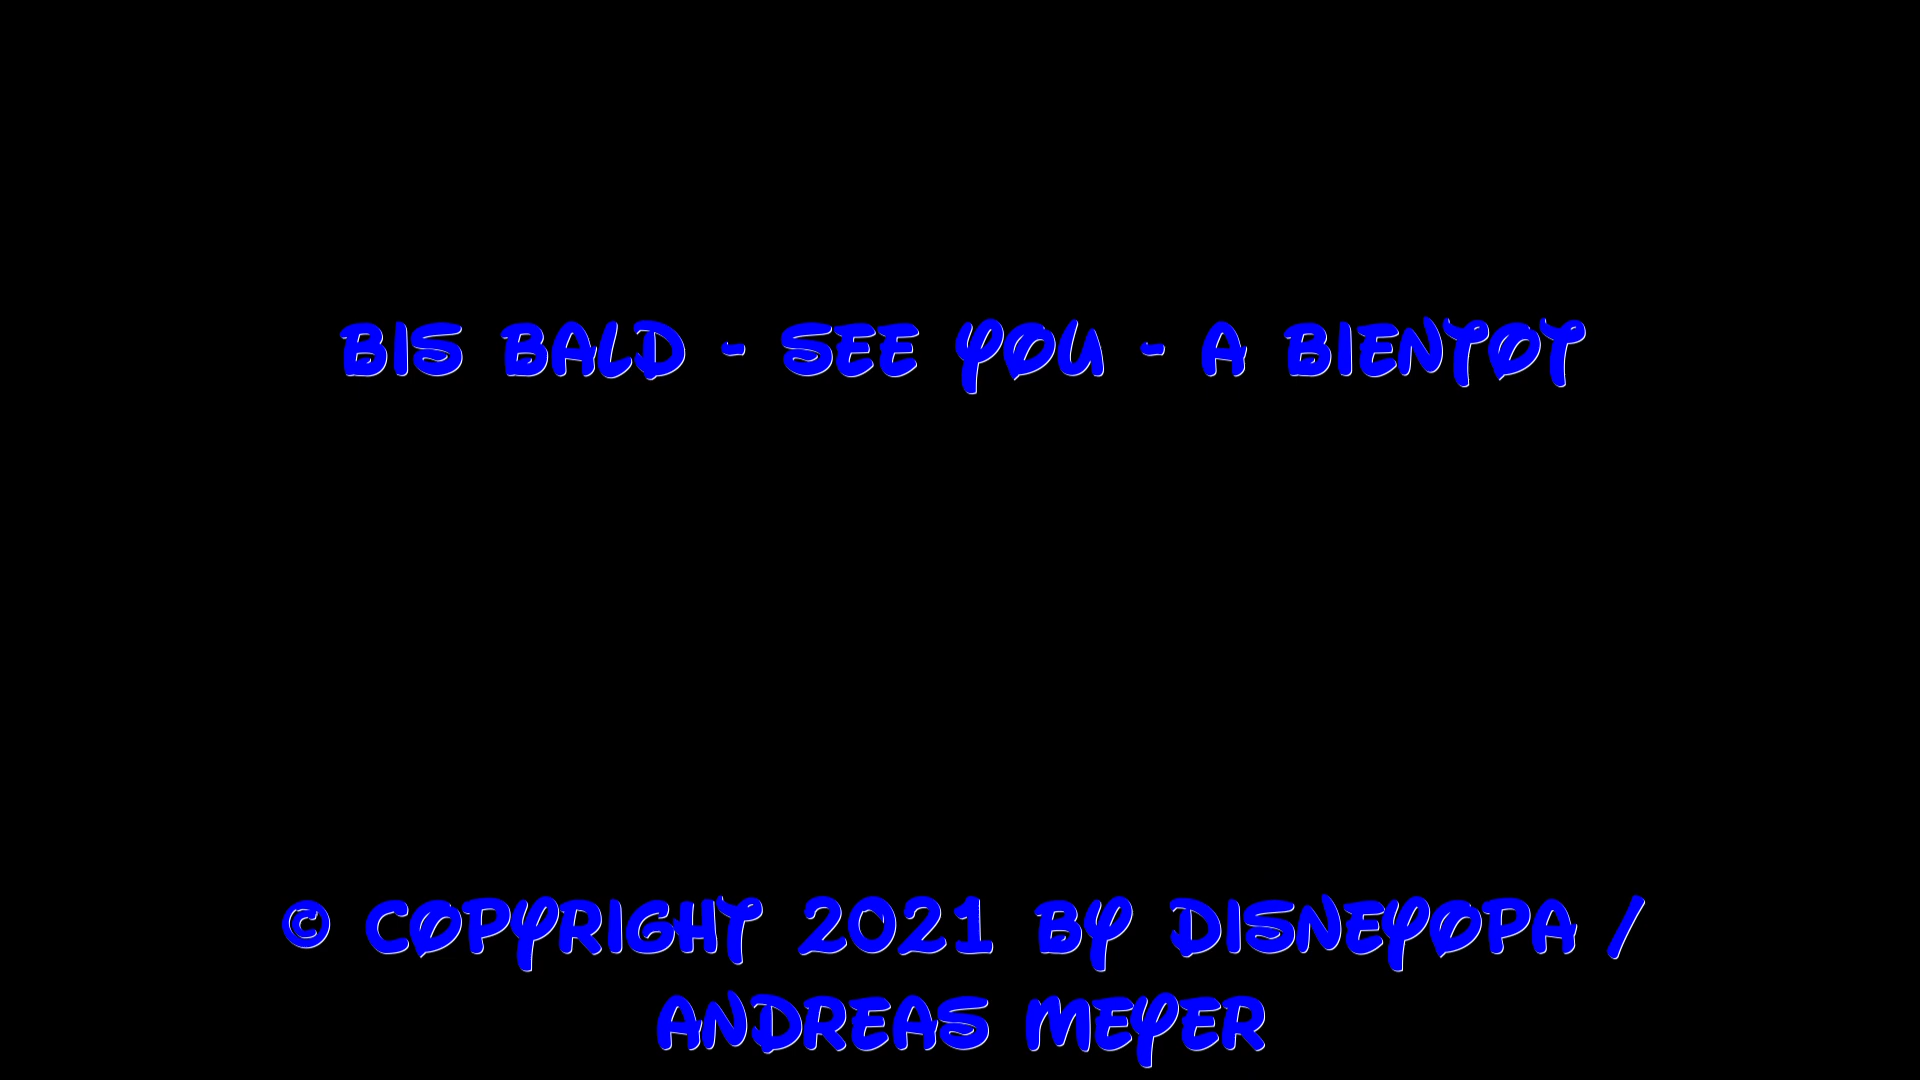 BIS BALD - SEE YOU - A BIENTOT
© COPYRIGHT 2021 BY DISNEYOPA /
ANDREAS MEYER